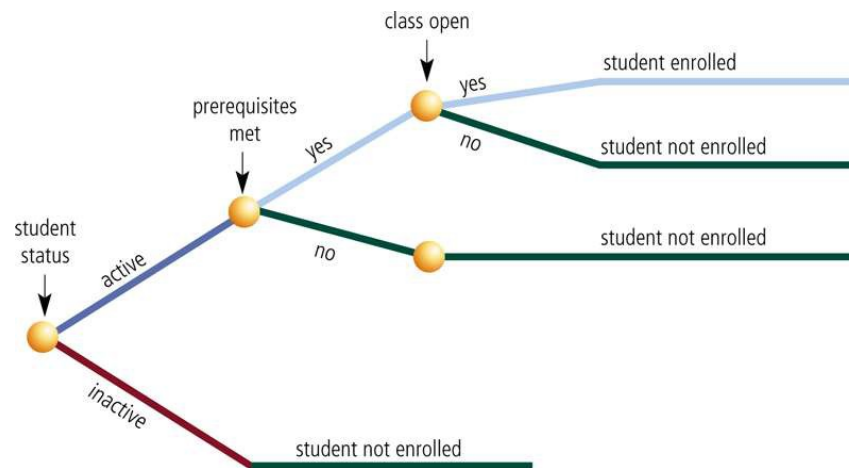 class open
student enrolled
yes
prerequisites
met
yes
no
student not enrolled
student
status
active
no
student not enrolled
inactive
student not enrolled